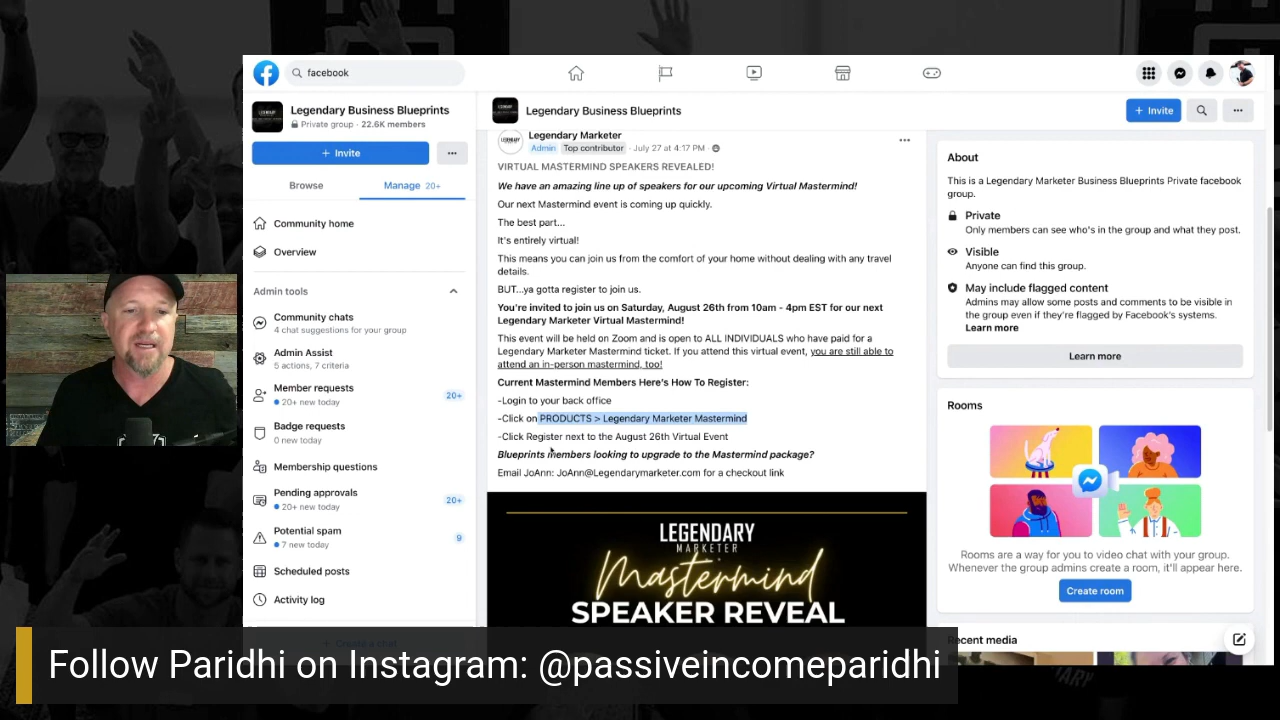 facebook
Legendary Business Blueprints
Private group · 22.6K members
+ Invite
Browse
Manage 20+
Community home
Overview
Admin tools
Community chats
4 chat suggestions for your group
Admin Assist
5 actions, 7 criteria
Member requests
20+ new today
20+
Badge requests
0 new today
Membership questions
Pending approvals
20+ new today
20+
Potential spam
7 new today
9
Scheduled posts
Activity log
+ Create a chat
Legendary Business Blueprints
+ Invite
Legendary Marketer
Admin Top contributor · July 27 at 4:17 PM ·
VIRTUAL MASTERMIND SPEAKERS REVEALED!
We have an amazing line up of speakers for our upcoming Virtual Mastermind!
Our next Mastermind event is coming up quickly.
The best part...
It's entirely virtual!
This means you can join us from the comfort of your home without dealing with any travel
details.
BUT...ya gotta register to join us.
You're invited to join us on Saturday, August 26th from 10am - 4pm EST for our next
Legendary Marketer Virtual Mastermind!
This event will be held on Zoom and is open to ALL INDIVIDUALS who have paid for a
Legendary Marketer Mastermind ticket. If you attend this virtual event, you are still able to
attend an in-person mastermind, too!
Current Mastermind Members Here's How To Register:
-Login to your back office
-Click on PRODUCTS > Legendary Marketer Mastermind
-Click Register next to the August 26th Virtual Event
Blueprints members looking to upgrade to the Mastermind package?
Email JoAnn: JoAnn@Legendarymarketer.com for a checkout link
LEGENDARY
MARKETER
Mastermind
SPEAKER REVEAL
About
This is a Legendary Marketer Business Blueprints Private facebook
group.
Private
Only members can see who's in the group and what they post.
Visible
Anyone can find this group.
May include flagged content
Admins may allow some posts and comments to be visible in
the group even if they're flagged by Facebook's systems.
Learn more
Learn more
Rooms
Rooms are a way for you to video chat with your group.
Whenever the group admins create a room, it'll appear here.
Create room
Recent media
Follow Paridhi on Instagram: @passiveincomeparidhi